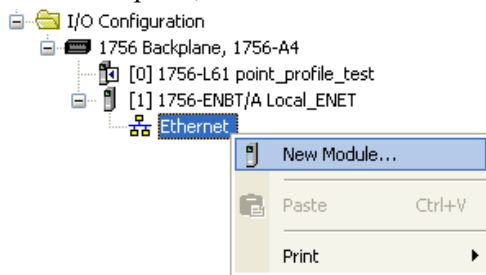 I/O Configuration
1756 Backplane, 1756-A4
[0] 1756-L61 point_profile_test
[1] 1756-ENBT/A Local_ENET
Ethernet
New Module...
Paste Ctrl+V
Print